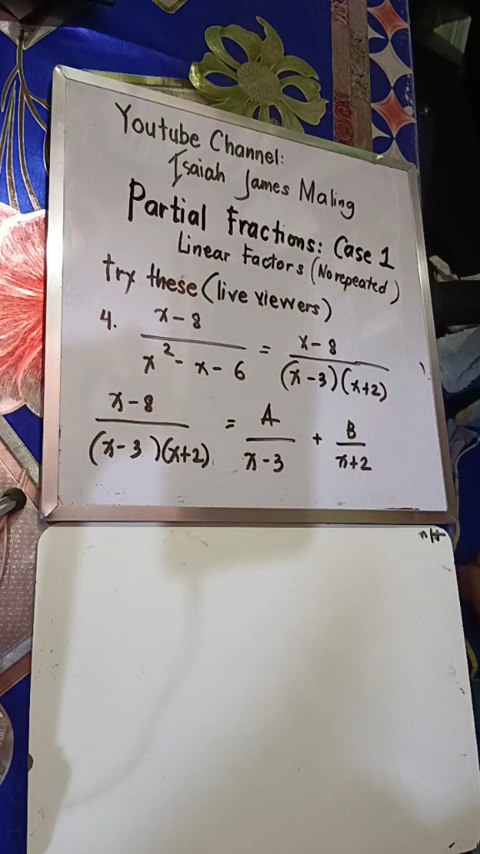 Youtube Channel:
Isaiah James Maling
Partial Fractions: Case 1
Linear Factors (No repeated)
try these (live viewers)
4. x-8 / x²-x-6 = x-8 / (x-3)(x+2)
x-8 / (x-3)(x+2) = A / x-3 + B / x+2